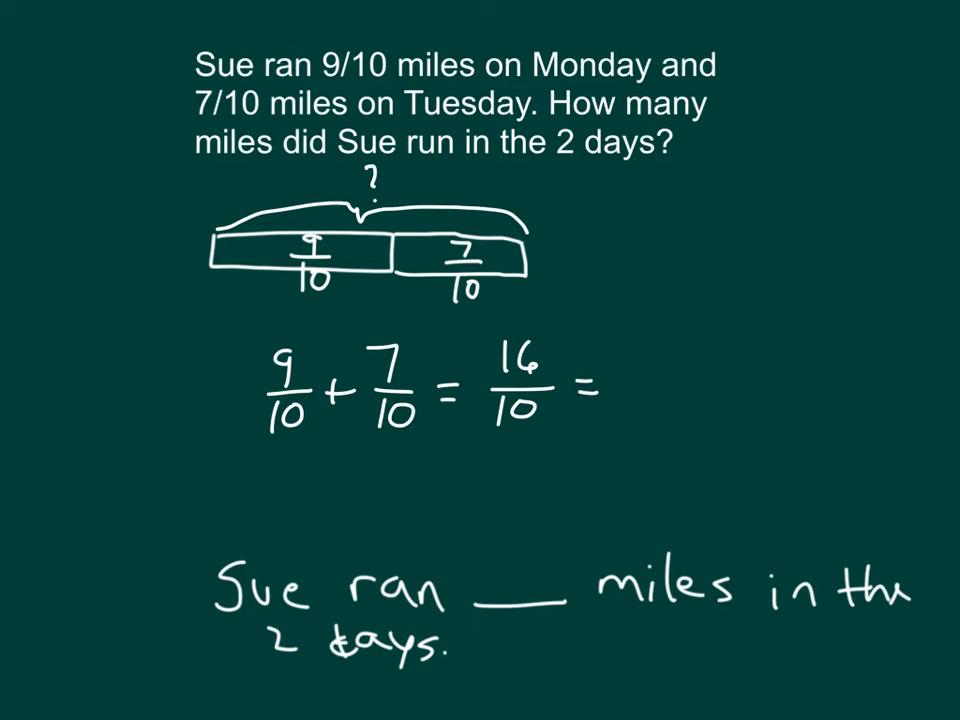 Sue ran 9/10 miles on Monday and
7/10 miles on Tuesday. How many
miles did Sue run in the 2 days?
?
9/10 7/10
9/10 + 7/10 = 16/10 =
Sue ran ___ miles in the
2 days.